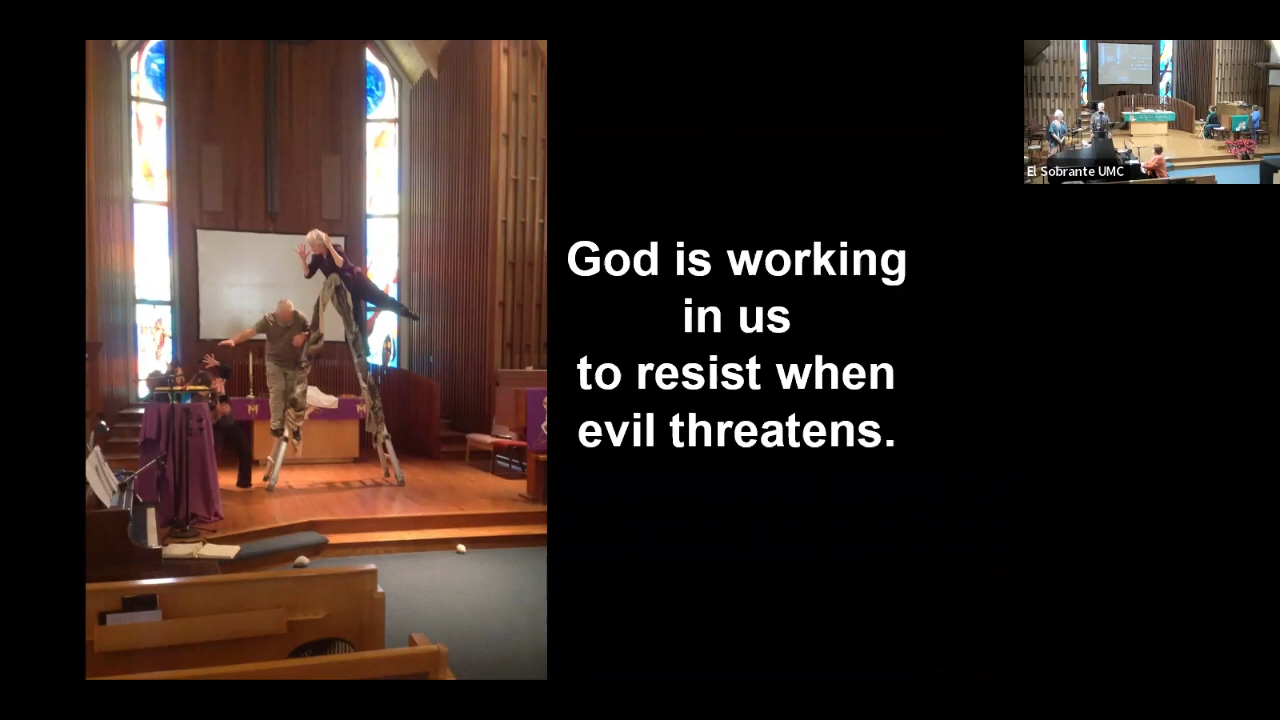 God is working
in us
to resist when
evil threatens.
El Sobrante UMC